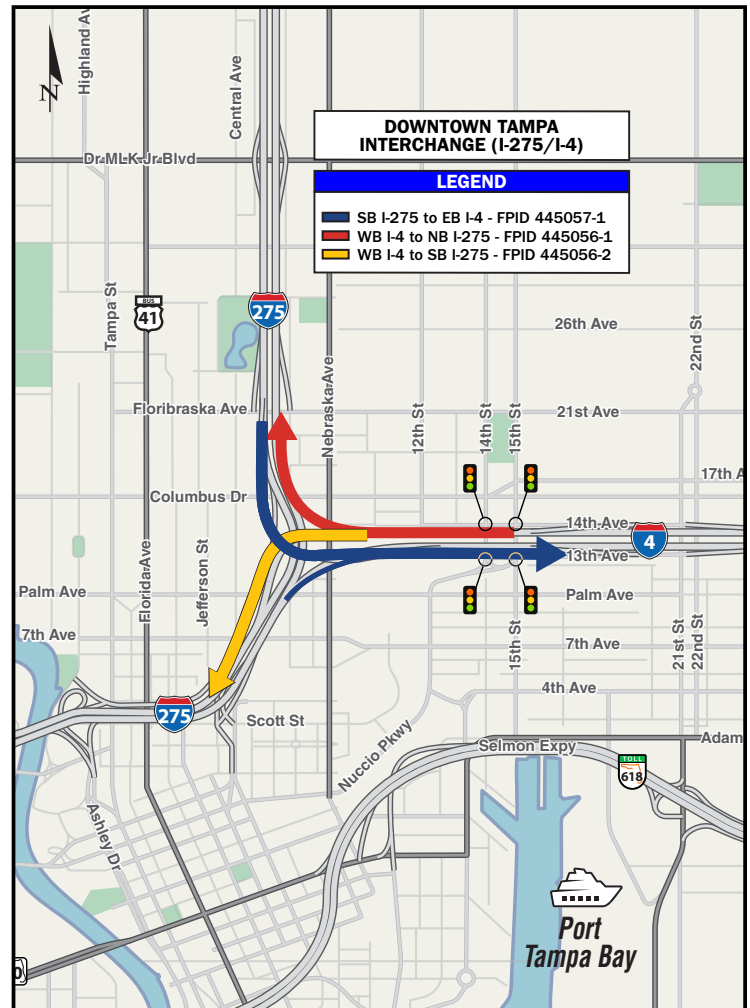 Highland Av
Central Ave
N
DOWNTOWN TAMPA
INTERCHANGE (I-275/I-4)
Dr MLK Jr Blvd
LEGEND
SB I-275 to EB I-4 - FPID 445057-1
WB I-4 to NB I-275 - FPID 445056-1
WB I-4 to SB I-275 - FPID 445056-2
Tampa St
BUS
41
275
26th Ave
22nd St
Nebraska Ave
Floribraska Ave
12th St
14th St
15th St
21st Ave
17th A
Columbus Dr
14th Ave
4
13th Ave
Florida Ave
Jefferson St
Palm Ave
Palm Ave
7th Ave
7th Ave
15th St
21st St
22nd St
4th Ave
275
Scott St
Nuccio Pkwy
Selmon Expy
Adam
TOLL
618
Ashley Dr
Port
Tampa Bay